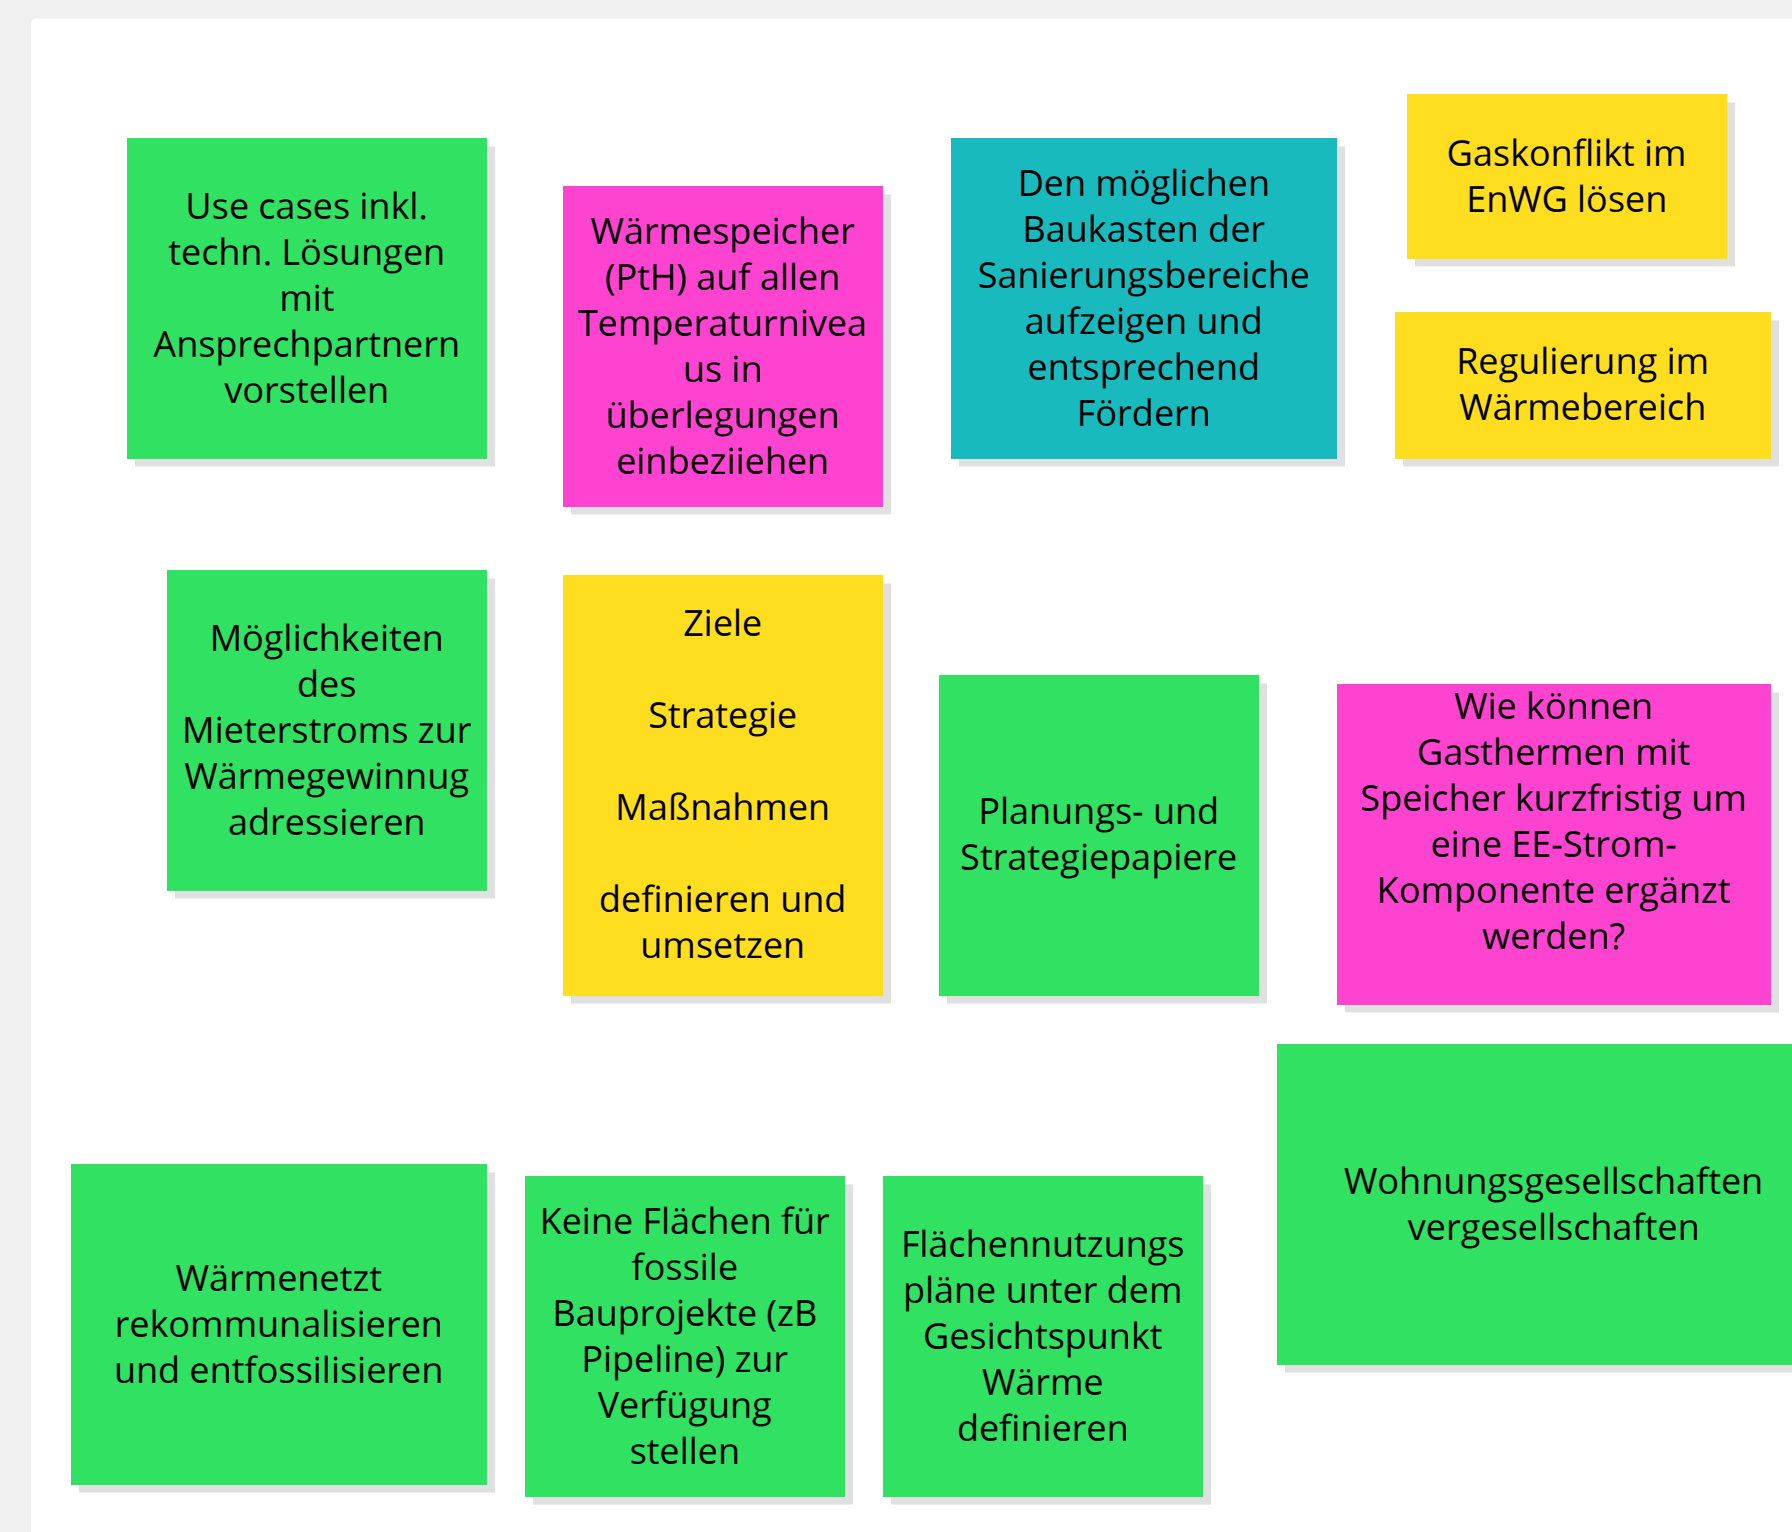 Use cases inkl.
techn. Lösungen
mit
Ansprechpartnern
vorstellen
Wärmespeicher
(PtH) auf allen
Temperaturnivea
us in
überlegungen
einbeziiehen
Den möglichen
Baukasten der
Sanierungsbereiche
aufzeigen und
entsprechend
Fördern
Gaskonflikt im
EnWG lösen
Regulierung im
Wärmebereich
Möglichkeiten
des
Mieterstroms zur
Wärmegewinnug
adressieren
Ziele
Strategie
Maßnahmen
definieren und
umsetzen
Planungs- und
Strategiepapiere
Wie können
Gasthermen mit
Speicher kurzfristig um
eine EE-Strom-
Komponente ergänzt
werden?
Wärmenetzt
rekommunalisieren
und entfossilisieren
Keine Flächen für
fossile
Bauprojekte (zB
Pipeline) zur
Verfügung
stellen
Flächennutzungs
pläne unter dem
Gesichtspunkt
Wärme
definieren
Wohnungsgesellschaften
vergesellschaften